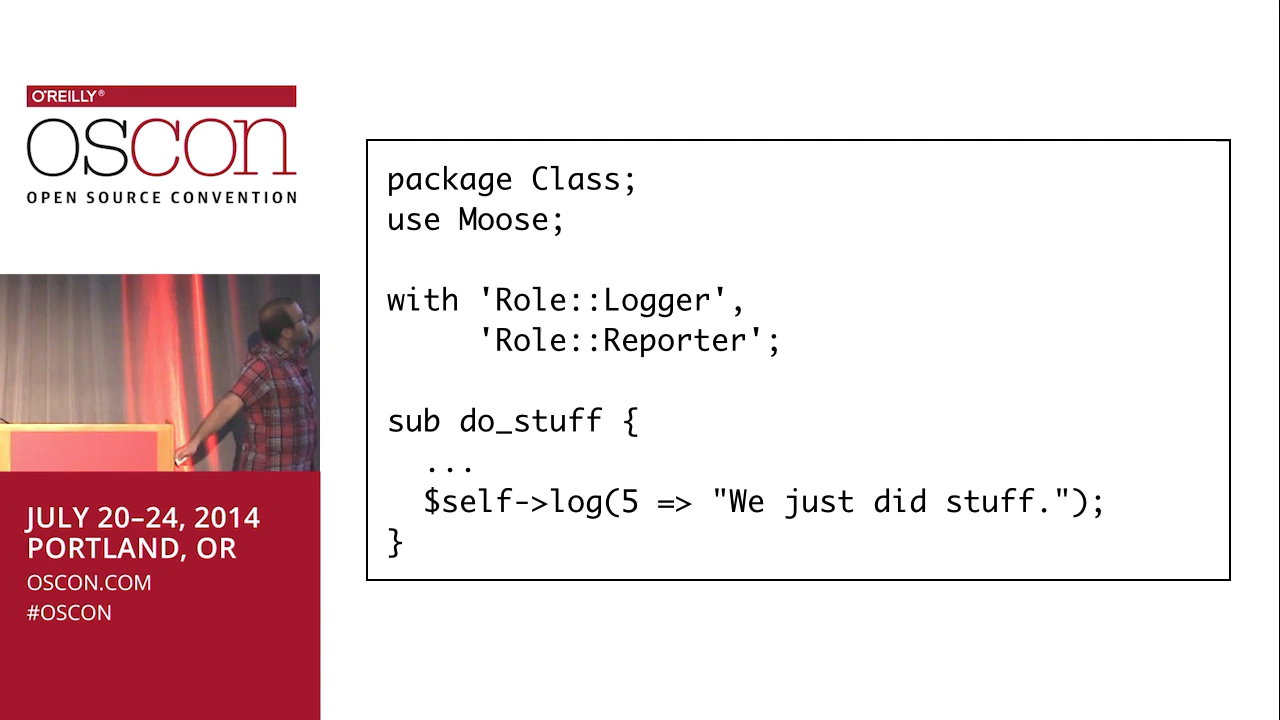 O'REILLY®
OSCON
OPEN SOURCE CONVENTION
JULY 20–24, 2014
PORTLAND, OR
OSCON.COM
#OSCON
package Class;
use Moose;
with 'Role::Logger',
     'Role::Reporter';
sub do_stuff {
  ...
  $self->log(5 => "We just did stuff.");
}